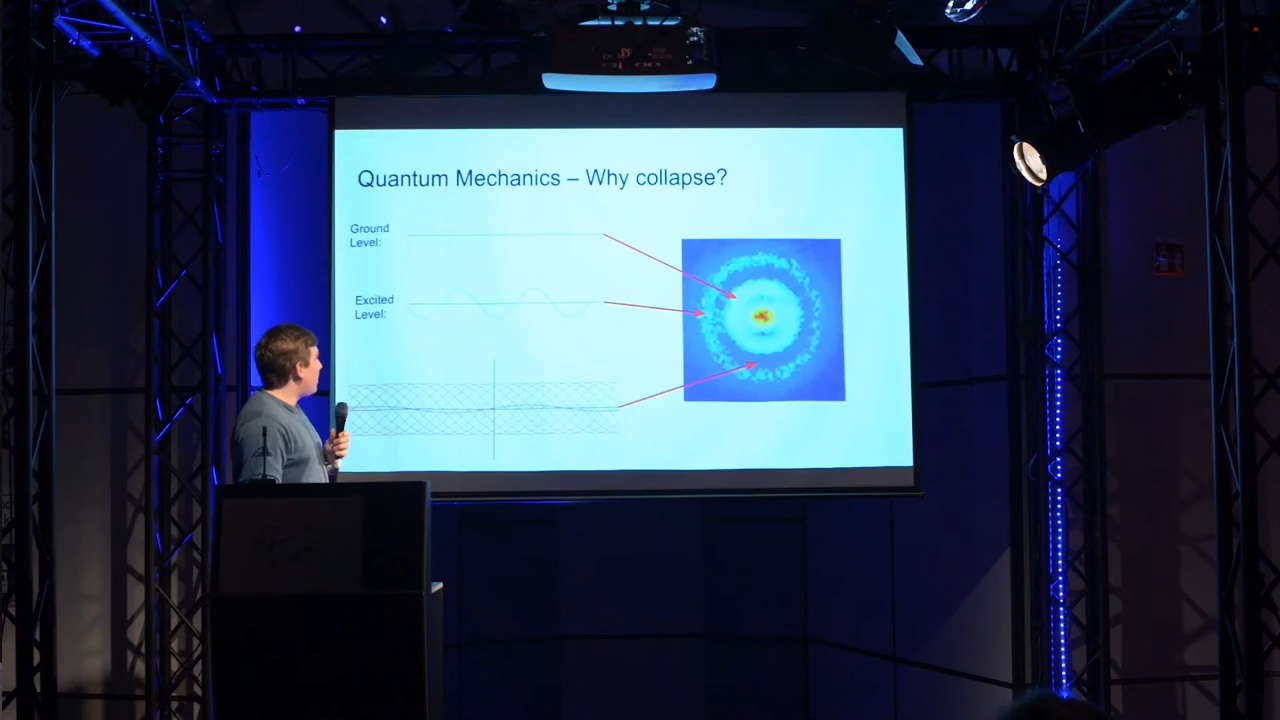 Quantum Mechanics – Why collapse?
Ground
Level:
Excited
Level: